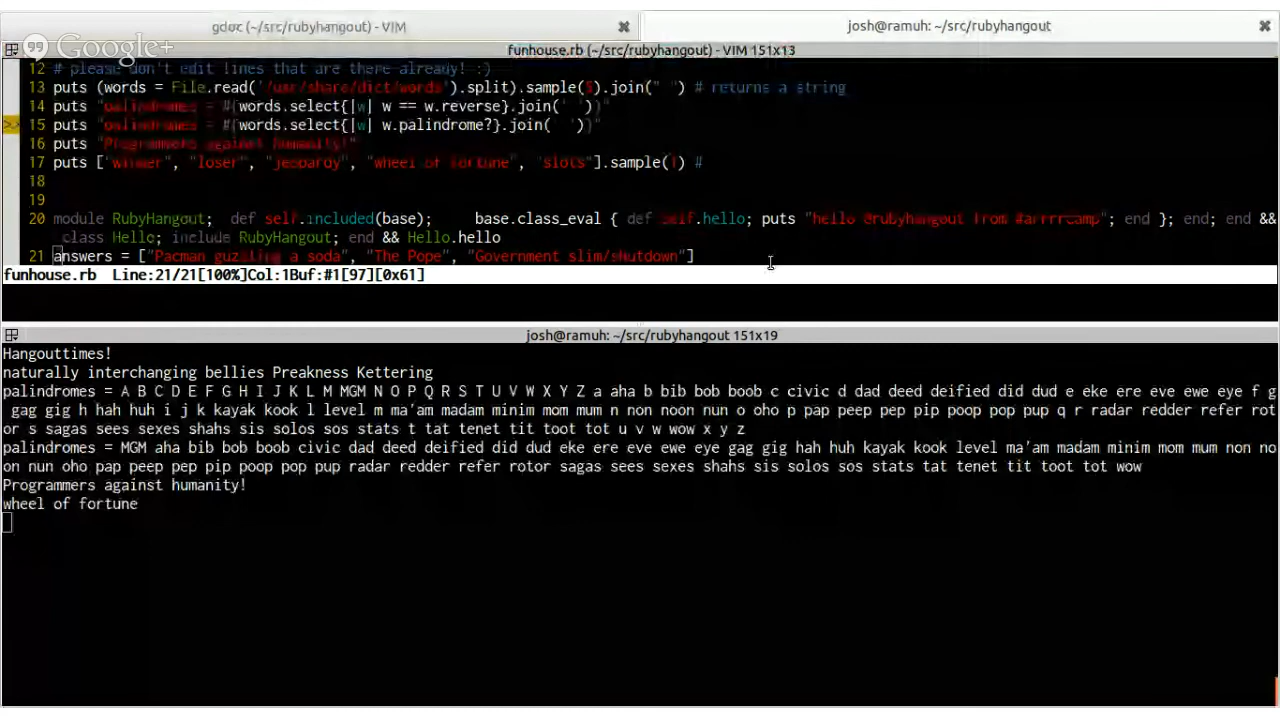 gdoc (~/src/rubyhangout) - VIM
josh@ramuh: ~/src/rubyhangout
Google+
funhouse.rb (~/src/rubyhangout) - VIM 151x13
12 # please don't edit lines that are there already! :)
13 puts (words = File.read('/usr/share/dict/words').split).sample(5).join(" ") # returns a string
14 puts "palindromes = #{words.select{|w| w == w.reverse}.join(' ')}"
15 puts "palindromes = #{words.select{|w| w.palindrome?}.join(' ')}"
16 puts "Programmers against humanity!"
17 puts ["winner", "loser", "jeopardy", "wheel of fortune", "slots"].sample(1) #
18
19
20 module RubyHangout; def self.included(base); base.class_eval { def self.hello; puts "hello @rubyhangout from #arrrrcamp"; end }; end; end &&
class Hello; include RubyHangout; end && Hello.hello
21 answers = ["Pacman guzzling a soda", "The Pope", "Government slim/shutdown"]
funhouse.rb Line:21/21[100%]Col:1Buf:#1[97][0x61]
josh@ramuh: ~/src/rubyhangout 151x19
Hangouttimes!
naturally interchanging bellies Preakness Kettering
palindromes = A B C D E F G H I J K L M MGM N O P Q R S T U V W X Y Z a aha b bib bob boob c civic d dad deed deified did dud e eke ere eve ewe eye f g
gag gig h hah huh i j k kayak kook l level m ma'am madam minim mom mum n non noon nun o oho p pap peep pep pip poop pop pup q r radar redder refer rot
or s sagas sees sexes shahs sis solos sos stats t tat tenet tit toot tot u v w wow x y z
palindromes = MGM aha bib bob boob civic dad deed deified did dud eke ere eve ewe eye gag gig hah huh kayak kook level ma'am madam minim mom mum non no
on nun oho pap peep pep pip poop pop pup radar redder refer rotor sagas sees sexes shahs sis solos sos stats tat tenet tit toot tot wow
Programmers against humanity!
wheel of fortune